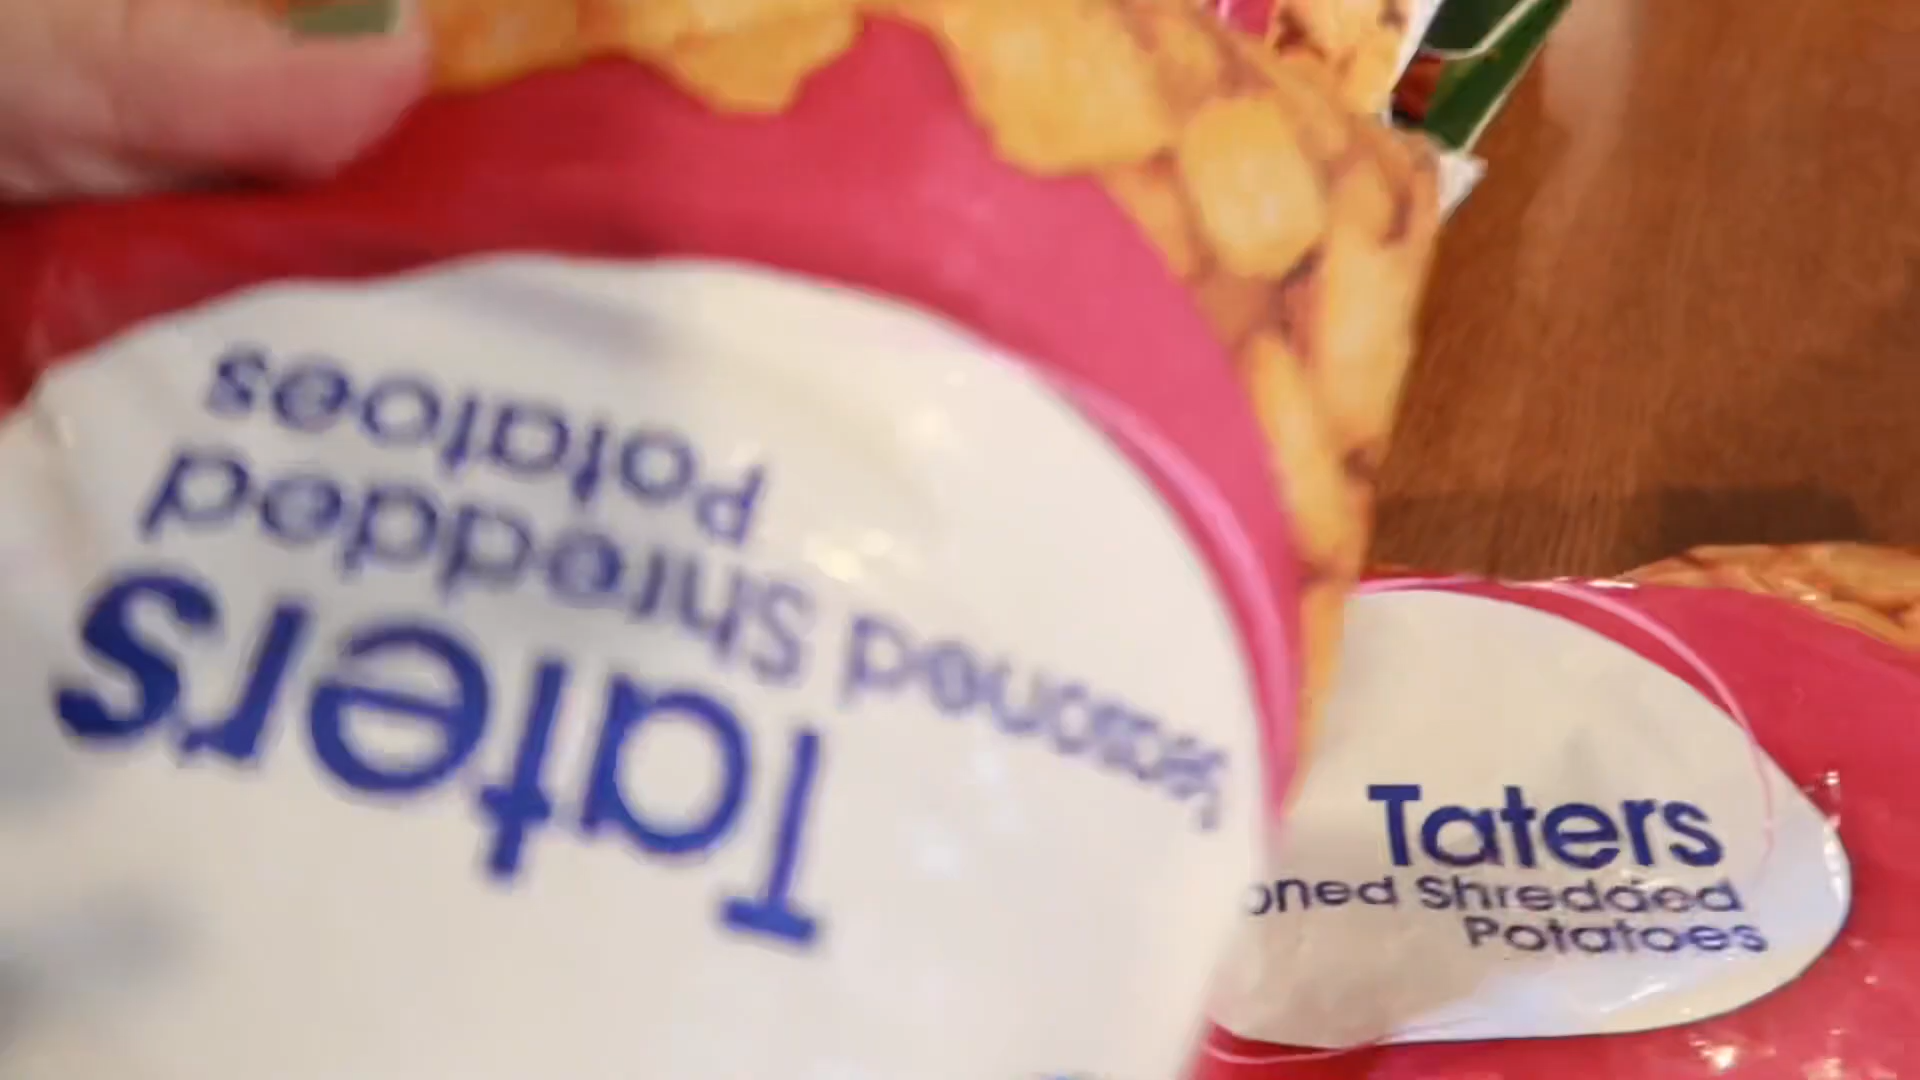 Taters
Seasoned Shredded
Potatoes
Taters
oned Shredded
Potatoes